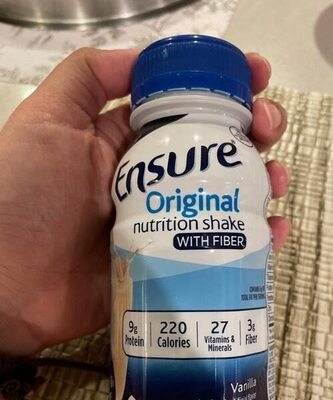 Ensure
Original
nutrition shake
WITH FIBER
9g
Protein
220
Calories
27
Vitamins &
Minerals
3g
Fiber
Vanilla